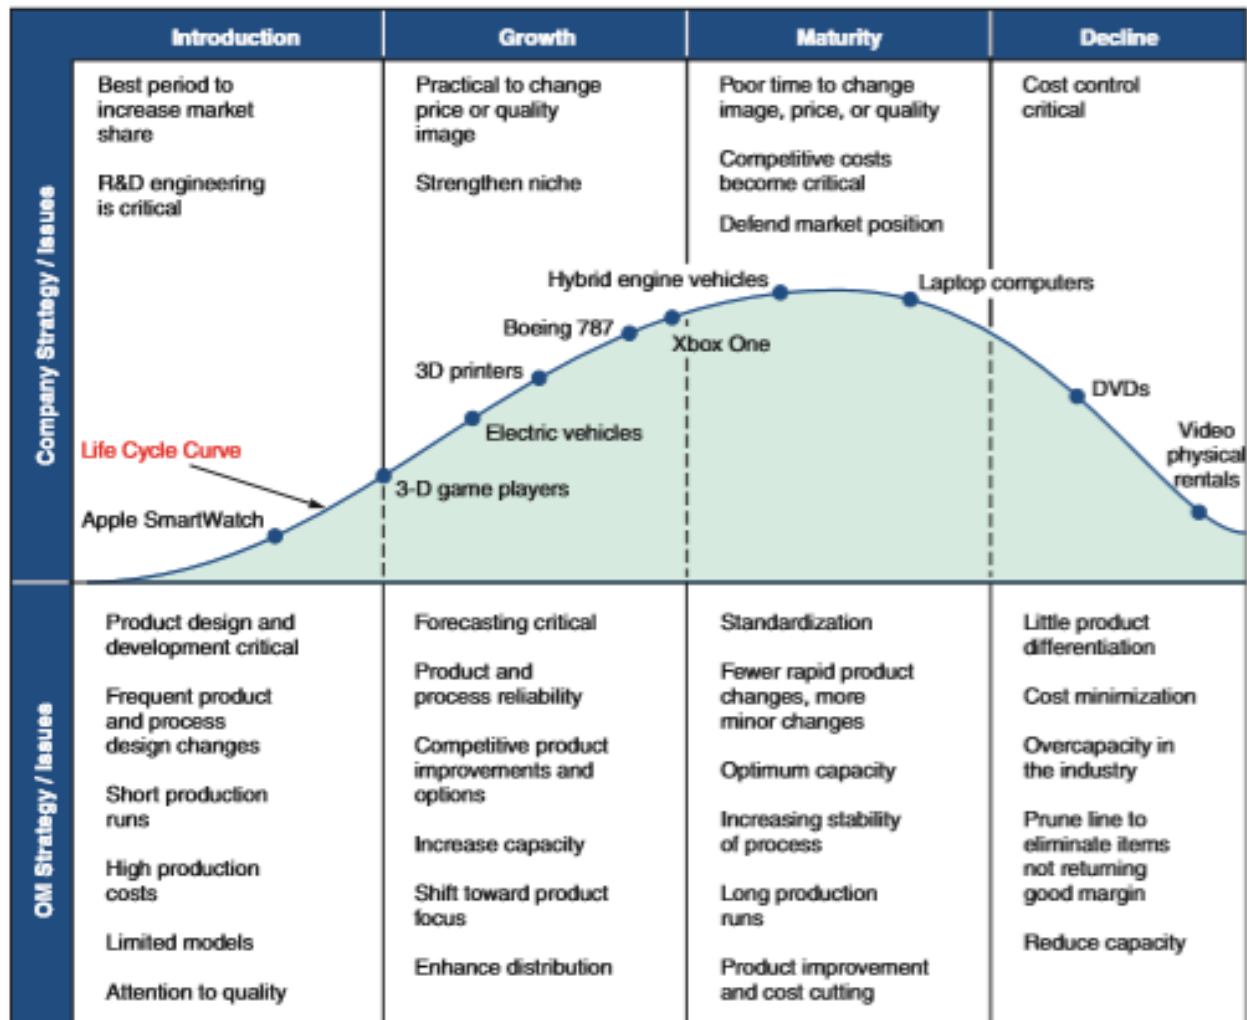 Introduction
Growth
Maturity
Decline
Company Strategy / Issues
Best period to
increase market
share
R&D engineering
is critical
Practical to change
price or quality
image
Strengthen niche
Poor time to change
image, price, or quality
Competitive costs
become critical
Defend market position
Cost control
critical
Hybrid engine vehicles
Laptop computers
Boeing 787
Xbox One
3D printers
DVDs
Electric vehicles
Video
physical
rentals
Life Cycle Curve
3-D game players
Apple SmartWatch
OM Strategy / Issues
Product design and
development critical
Frequent product
and process
design changes
Short production
runs
High production
costs
Limited models
Attention to quality
Forecasting critical
Product and
process reliability
Competitive product
improvements and
options
Increase capacity
Shift toward product
focus
Enhance distribution
Standardization
Fewer rapid product
changes, more
minor changes
Optimum capacity
Increasing stability
of process
Long production
runs
Product improvement
and cost cutting
Little product
differentiation
Cost minimization
Overcapacity in
the industry
Prune line to
eliminate items
not returning
good margin
Reduce capacity